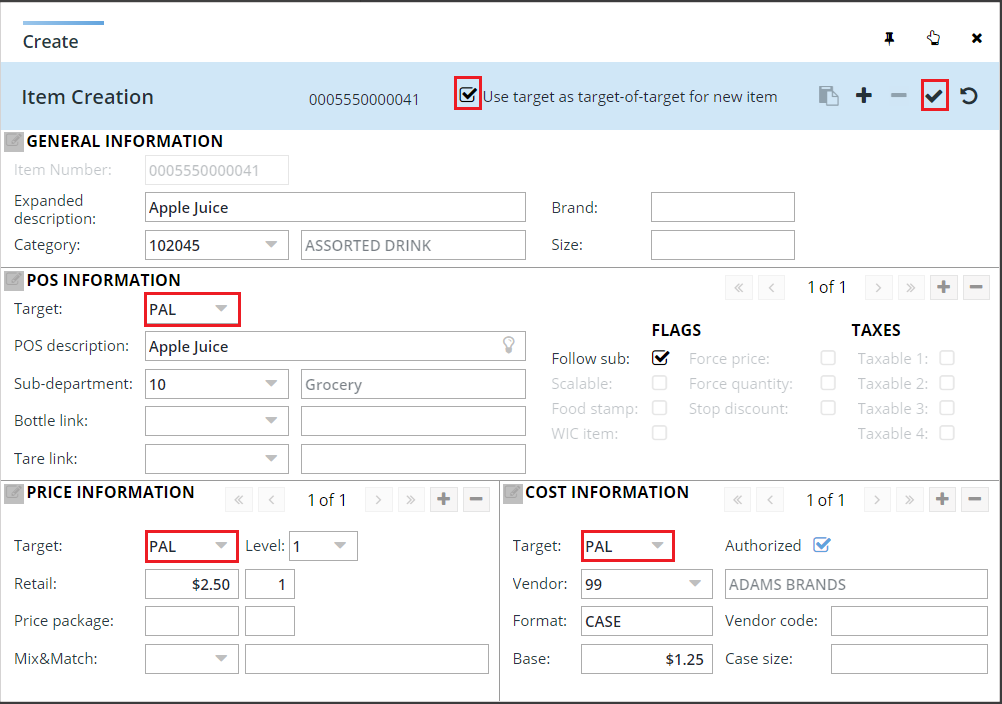 Create
Item Creation 0005550000041 Use target as target-of-target for new item
GENERAL INFORMATION
Item Number: 0005550000041
Expanded description: Apple Juice Brand:
Category: 102045 ASSORTED DRINK Size:
POS INFORMATION « ‹ 1 of 1 › » + −
Target: PAL
FLAGS TAXES
POS description: Apple Juice Follow sub: Force price: Taxable 1:
Sub-department: 10 Grocery Scalable: Force quantity: Taxable 2:
Food stamp: Stop discount: Taxable 3:
Bottle link: WIC item: Taxable 4:
Tare link:
PRICE INFORMATION « ‹ 1 of 1 › » + −
Target: PAL Level: 1
Retail: $2.50 1
Price package:
Mix&Match:
COST INFORMATION « ‹ 1 of 1 › » + −
Target: PAL Authorized
Vendor: 99 ADAMS BRANDS
Format: CASE Vendor code:
Base: $1.25 Case size: